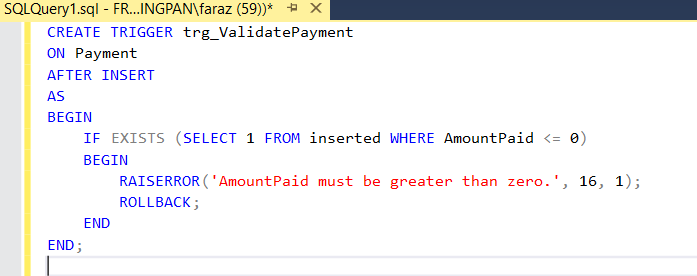 SQLQuery1.sql - FR...INGPAN\faraz (59))*
CREATE TRIGGER trg_ValidatePayment
ON Payment
AFTER INSERT
AS
BEGIN
    IF EXISTS (SELECT 1 FROM inserted WHERE AmountPaid <= 0)
    BEGIN
        RAISERROR('AmountPaid must be greater than zero.', 16, 1);
        ROLLBACK;
    END
END;